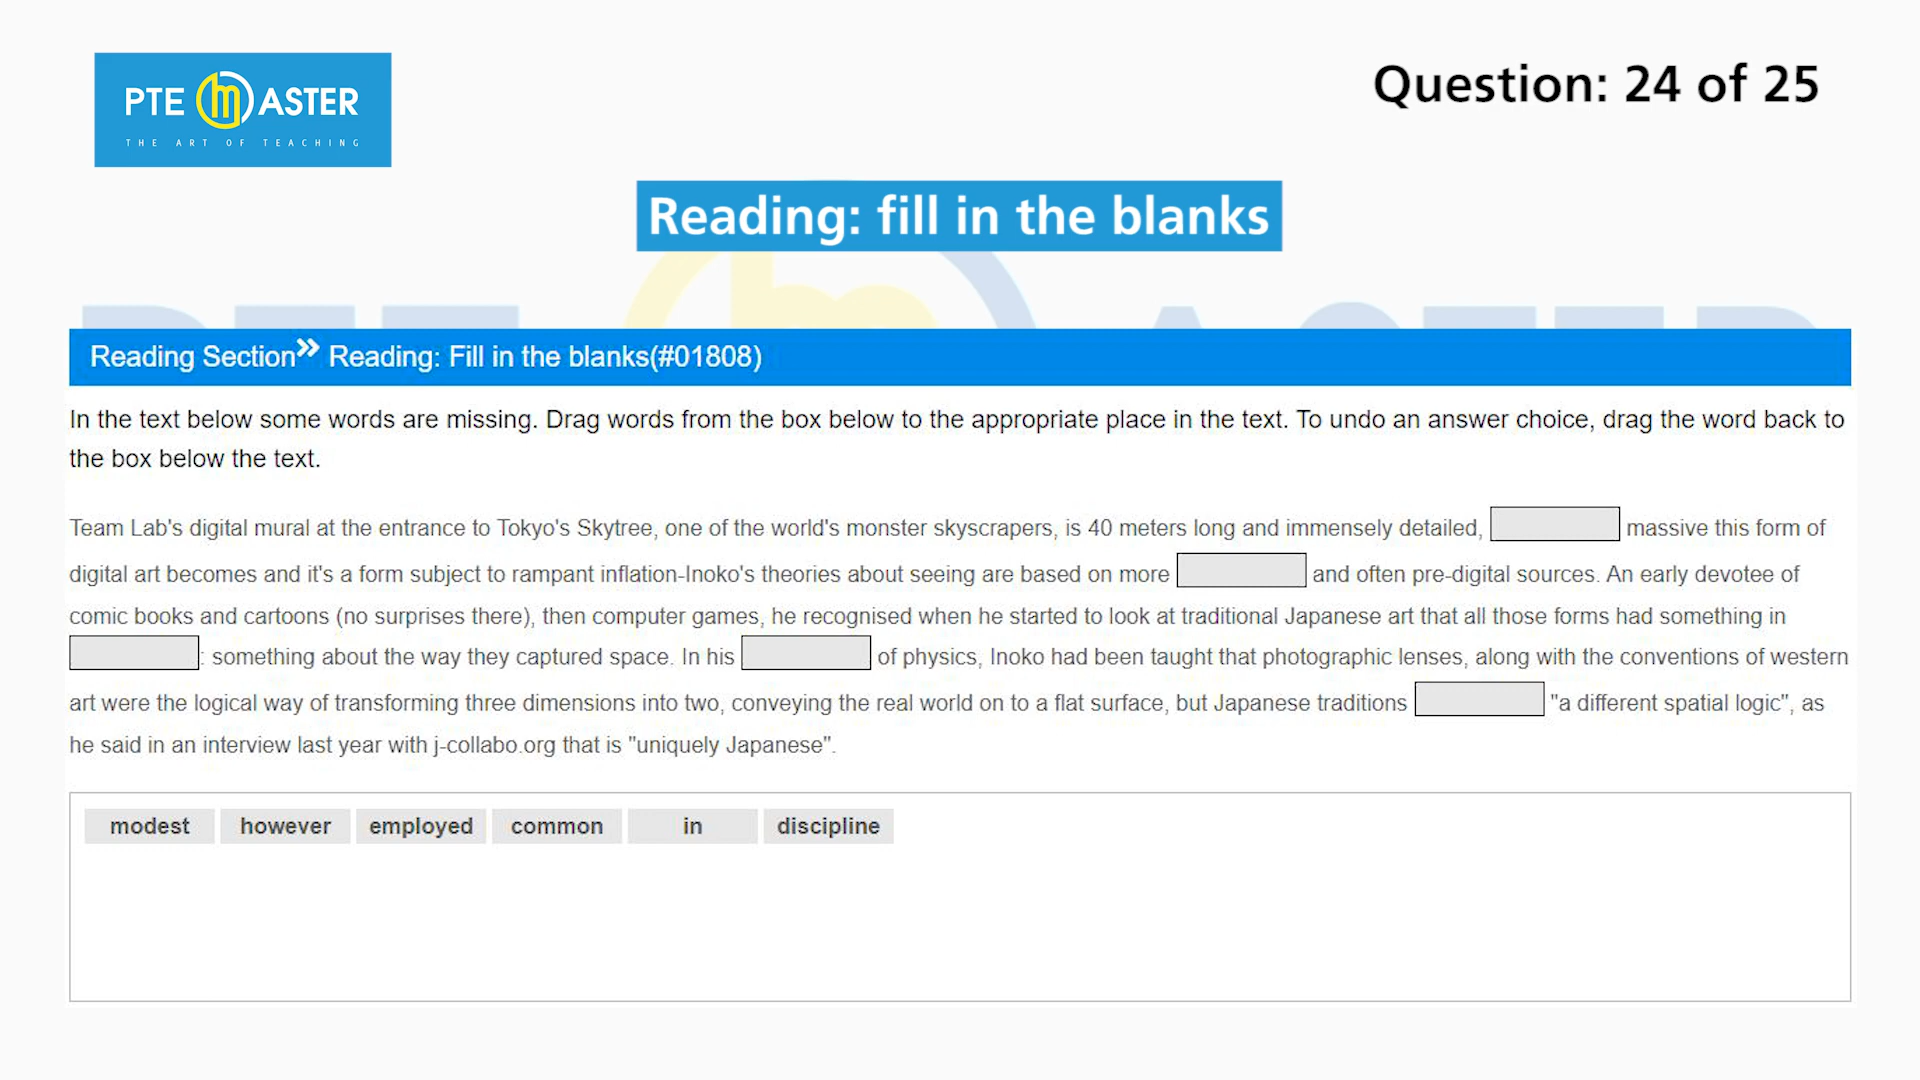 PTE MASTER
THE ART OF TEACHING
Question: 24 of 25
Reading: fill in the blanks
Reading Section» Reading: Fill in the blanks(#01808)
In the text below some words are missing. Drag words from the box below to the appropriate place in the text. To undo an answer choice, drag the word back to
the box below the text.
Team Lab's digital mural at the entrance to Tokyo's Skytree, one of the world's monster skyscrapers, is 40 meters long and immensely detailed, massive this form of
digital art becomes and it's a form subject to rampant inflation-Inoko's theories about seeing are based on more and often pre-digital sources. An early devotee of
comic books and cartoons (no surprises there), then computer games, he recognised when he started to look at traditional Japanese art that all those forms had something in
: something about the way they captured space. In his of physics, Inoko had been taught that photographic lenses, along with the conventions of western
art were the logical way of transforming three dimensions into two, conveying the real world on to a flat surface, but Japanese traditions "a different spatial logic", as
he said in an interview last year with j-collabo.org that is "uniquely Japanese".
modest however employed common in discipline